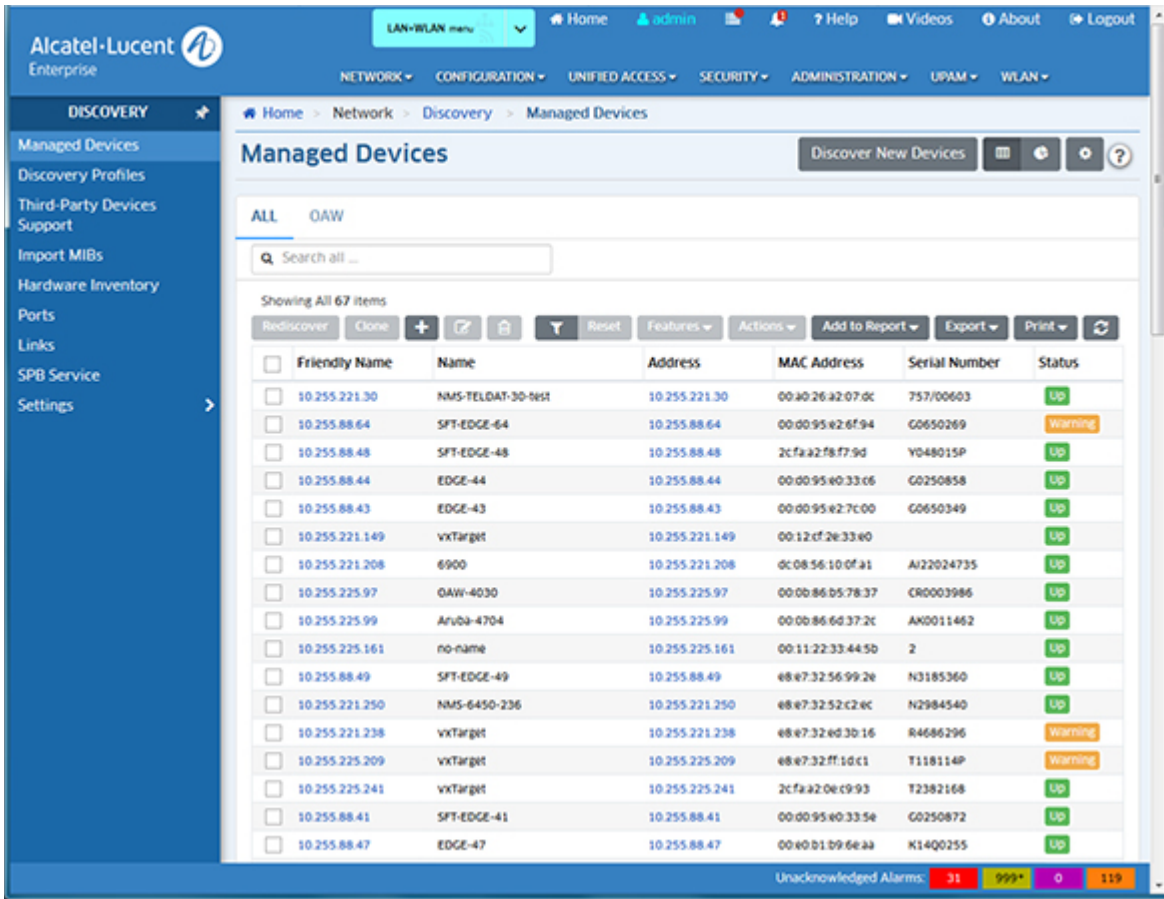 LAN+WLAN menu Home admin ? Help Videos About Logout
Alcatel·Lucent
Enterprise
NETWORK CONFIGURATION UNIFIED ACCESS SECURITY ADMINISTRATION UPAM WLAN
DISCOVERY
Managed Devices
Discovery Profiles
Third-Party Devices
Support
Import MIBs
Hardware Inventory
Ports
Links
SPB Service
Settings
Home > Network > Discovery > Managed Devices
Managed Devices
Discover New Devices ?
ALL OAW
Search all ...
Showing All 67 items
Rediscover Clone Reset Features Actions Add to Report Export Print
Friendly Name Name Address MAC Address Serial Number Status
10.255.221.30 NMS-TELDAT-30-test 10.255.221.30 00:a0:26:a2:07:dc 757/00603 Up
10.255.88.64 SFT-EDGE-64 10.255.88.64 00:d0:95:e2:6f:94 G0650269 Warning
10.255.88.48 SFT-EDGE-48 10.255.88.48 2c:fa:a2:f8:f7:9d Y048015P Up
10.255.88.44 EDGE-44 10.255.88.44 00:d0:95:e0:33:c6 G0250858 Up
10.255.88.43 EDGE-43 10.255.88.43 00:d0:95:e2:7c:00 G0650349 Up
10.255.221.149 vxTarget 10.255.221.149 00:12:cf:2e:33:e0 Up
10.255.221.208 6900 10.255.221.208 dc:08:56:10:0f:a1 AI22024735 Up
10.255.225.97 OAW-4030 10.255.225.97 00:0b:86:b5:78:37 CR0003986 Up
10.255.225.99 Aruba-4704 10.255.225.99 00:0b:86:6d:37:2c AK0011462 Up
10.255.225.161 no-name 10.255.225.161 00:11:22:33:44:5b 2 Up
10.255.88.49 SFT-EDGE-49 10.255.88.49 e8:e7:32:56:99:2e N3185360 Up
10.255.221.250 NMS-6450-236 10.255.221.250 e8:e7:32:52:c2:ec N2984540 Up
10.255.221.238 vxTarget 10.255.221.238 e8:e7:32:ed:3b:16 R4686296 Warning
10.255.225.209 vxTarget 10.255.225.209 e8:e7:32:ff:1d:c1 T118114P Warning
10.255.225.241 vxTarget 10.255.225.241 2c:fa:a2:0e:c9:93 T2382168 Up
10.255.88.41 SFT-EDGE-41 10.255.88.41 00:d0:95:e0:33:5e G0250872 Up
10.255.88.47 EDGE-47 10.255.88.47 00:e0:b1:b9:6e:aa K14Q0255 Up
Unacknowledged Alarms: 31 999+ 0 119